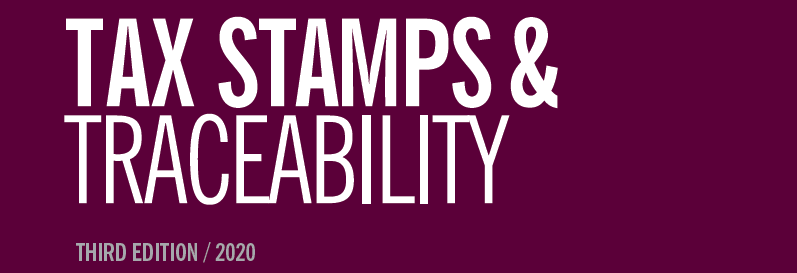 TAX STAMPS &
TRACEABILITY
THIRD EDITION / 2020